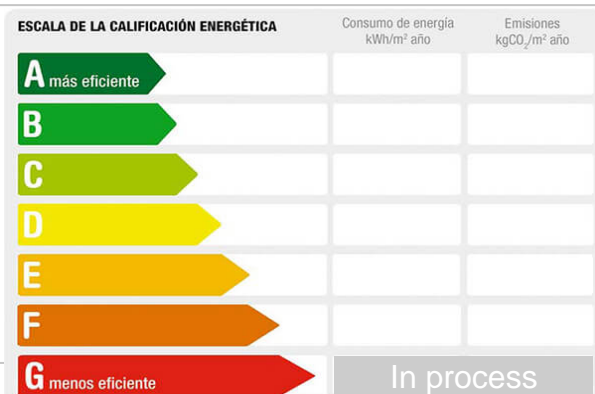 ESCALA DE LA CALIFICACIÓN ENERGÉTICA
Consumo de energía
kWh/m² año
Emisiones
kgCO₂/m² año
A más eficiente
B
C
D
E
F
G menos eficiente
In process